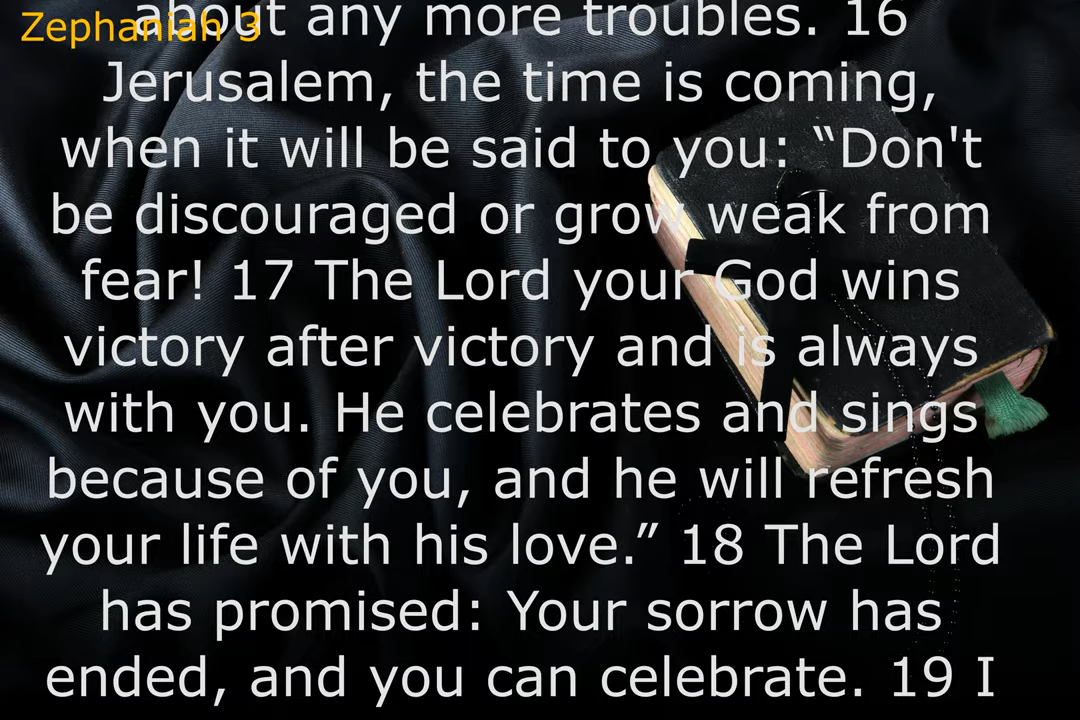 Zephaniah 3
about any more troubles. 16
Jerusalem, the time is coming,
when it will be said to you: “Don't
be discouraged or grow weak from
fear! 17 The Lord your God wins
victory after victory and is always
with you. He celebrates and sings
because of you, and he will refresh
your life with his love.” 18 The Lord
has promised: Your sorrow has
ended, and you can celebrate. 19 I